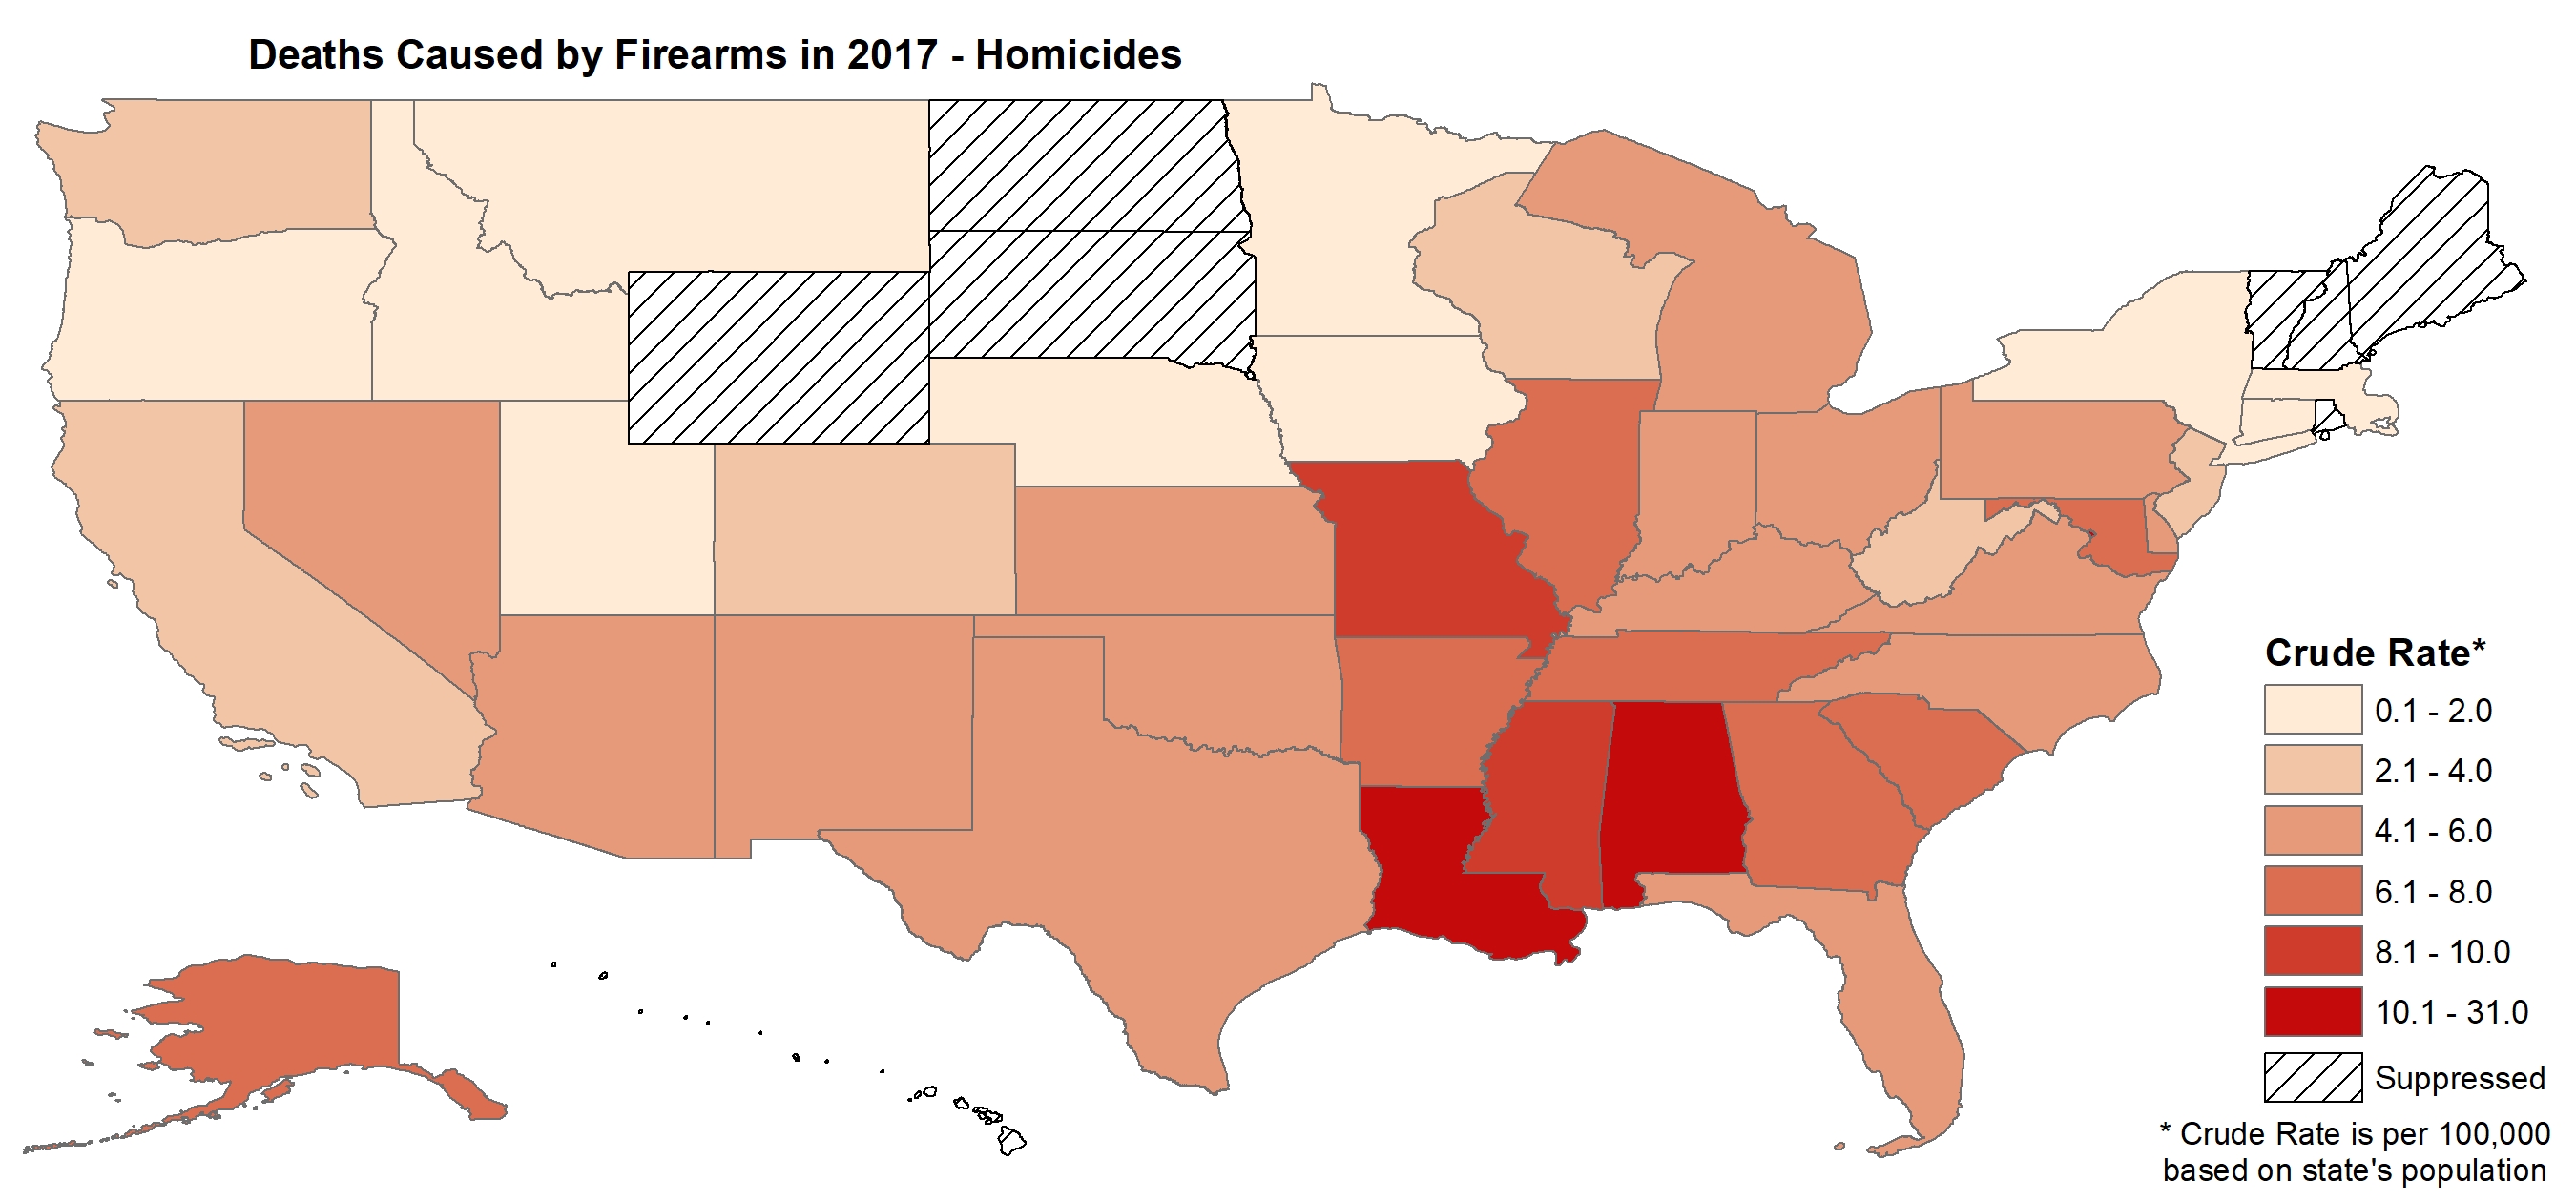 Deaths Caused by Firearms in 2017 - Homicides
Crude Rate*
0.1 - 2.0
2.1 - 4.0
4.1 - 6.0
6.1 - 8.0
8.1 - 10.0
10.1 - 31.0
Suppressed
* Crude Rate is per 100,000
based on state's population